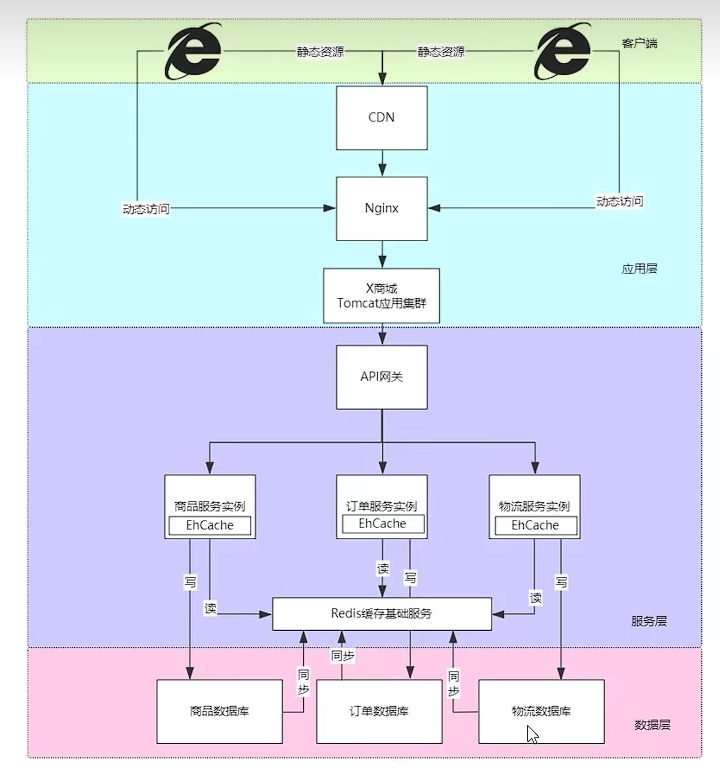 静态资源
静态资源
客户端
CDN
动态访问
Nginx
动态访问
应用层
X商城
Tomcat应用集群
API网关
商品服务实例
EhCache
订单服务实例
EhCache
物流服务实例
EhCache
写
读
读
写
读
写
Redis缓存基础服务
服务层
同步
同步
同步
商品数据库
订单数据库
物流数据库
数据层